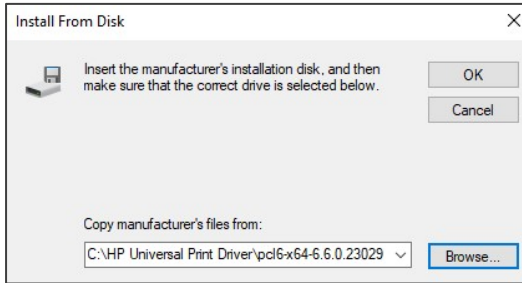 Install From Disk
Insert the manufacturer's installation disk, and then
make sure that the correct drive is selected below.
OK
Cancel
Copy manufacturer's files from:
C:\HP Universal Print Driver\pcl6-x64-6.6.0.23029
Browse...